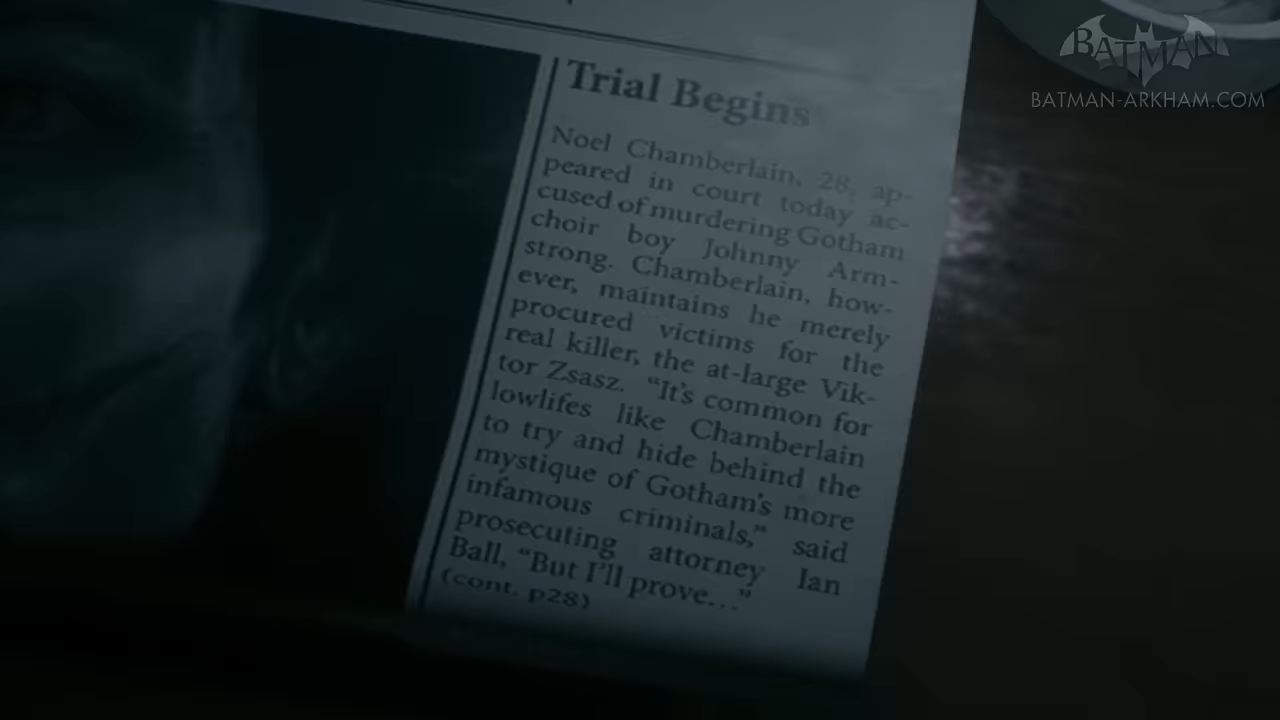 BATMAN
BATMAN-ARKHAM.COM
Trial Begins
Noel Chamberlain, 28, ap-
peared in court today ac-
cused of murdering Gotham
choir boy Johnny Arm-
strong. Chamberlain, how-
ever, maintains he merely
procured victims for the
real killer, the at-large Vik-
tor Zsasz. “It’s common for
lowlifes like Chamberlain
to try and hide behind the
mystique of Gotham’s more
infamous criminals,” said
prosecuting attorney Ian
Ball, “But I’ll prove...”
(cont. p28)